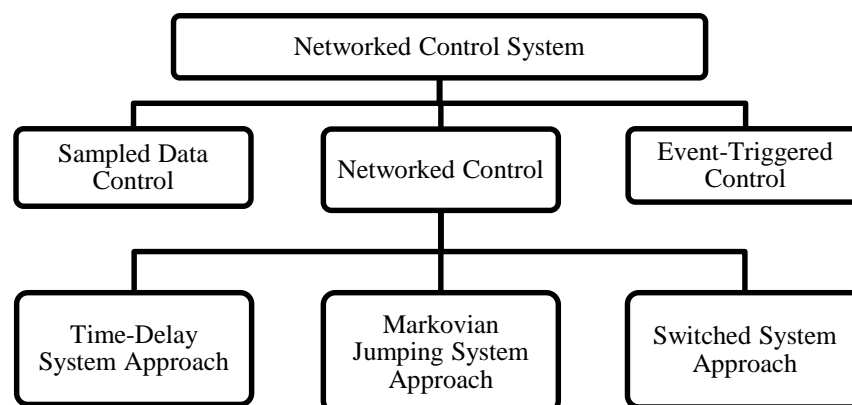 Networked Control System
Sampled Data
Control
Networked Control
Event-Triggered
Control
Time-Delay
System Approach
Markovian
Jumping System
Approach
Switched System
Approach